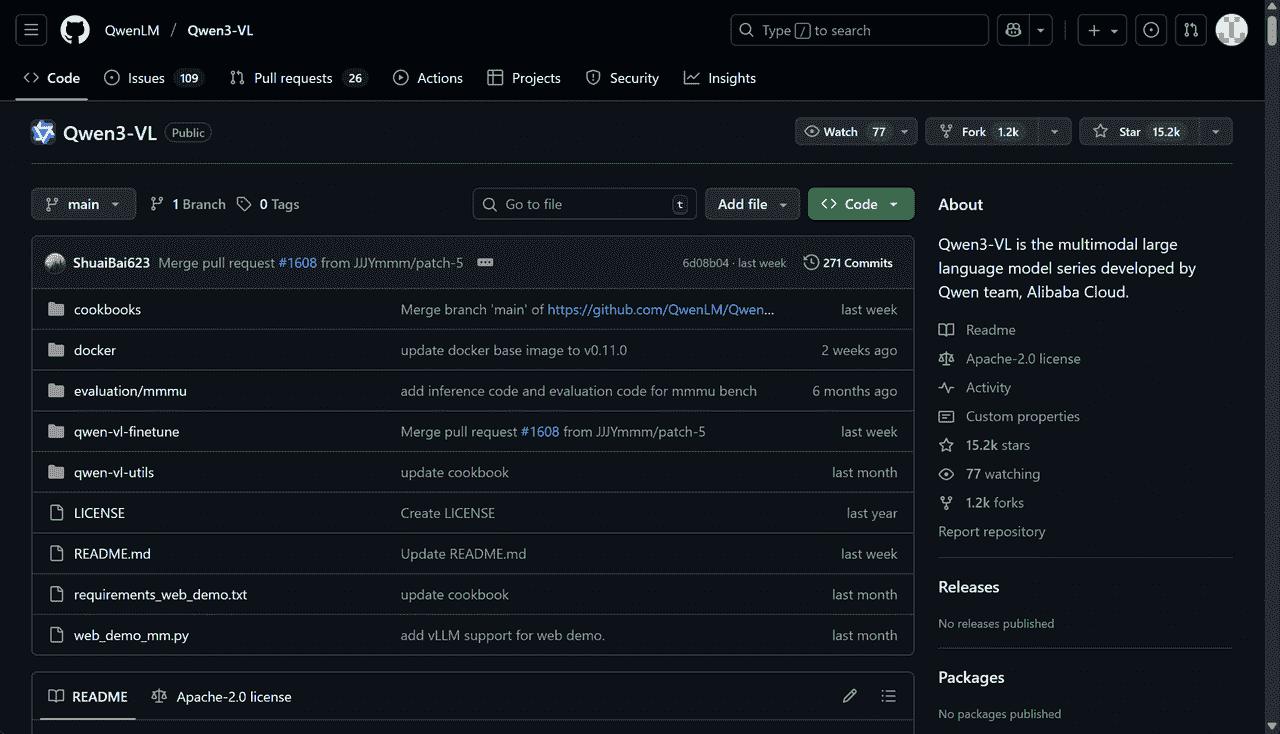 QwenLM / Qwen3-VL
Type / to search
Code Issues 109 Pull requests 26 Actions Projects Security Insights
Qwen3-VL Public
Watch 77 Fork 1.2k Star 15.2k
main 1 Branch 0 Tags Go to file t Add file Code
ShuaiBai623 Merge pull request #1608 from JJJYmmm/patch-5 6d08b04 · last week 271 Commits
cookbooks Merge branch 'main' of https://github.com/QwenLM/Qwen... last week
docker update docker base image to v0.11.0 2 weeks ago
evaluation/mmmu add inference code and evaluation code for mmmu bench 6 months ago
qwen-vl-finetune Merge pull request #1608 from JJJYmmm/patch-5 last week
qwen-vl-utils update cookbook last month
LICENSE Create LICENSE last year
README.md Update README.md last week
requirements_web_demo.txt update cookbook last month
web_demo_mm.py add vLLM support for web demo. last month
README Apache-2.0 license
About
Qwen3-VL is the multimodal large
language model series developed by
Qwen team, Alibaba Cloud.
Readme
Apache-2.0 license
Activity
Custom properties
15.2k stars
77 watching
1.2k forks
Report repository
Releases
No releases published
Packages
No packages published